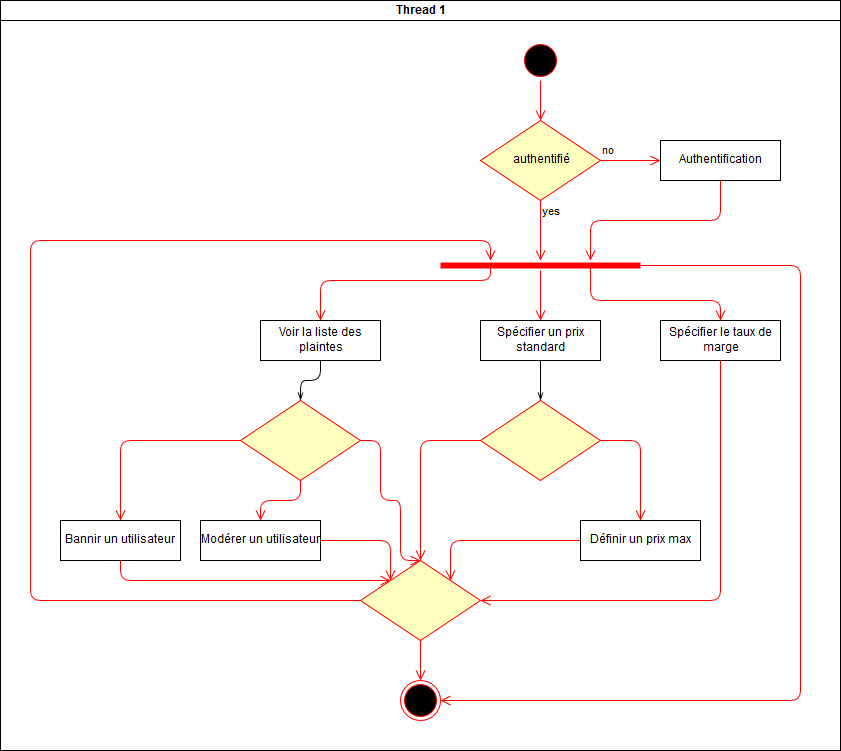 Thread 1
authentifié
no
Authentification
yes
Voir la liste des
plaintes
Spécifier un prix
standard
Spécifier le taux de
marge
Bannir un utilisateur
Modérer un utilisateur
Définir un prix max